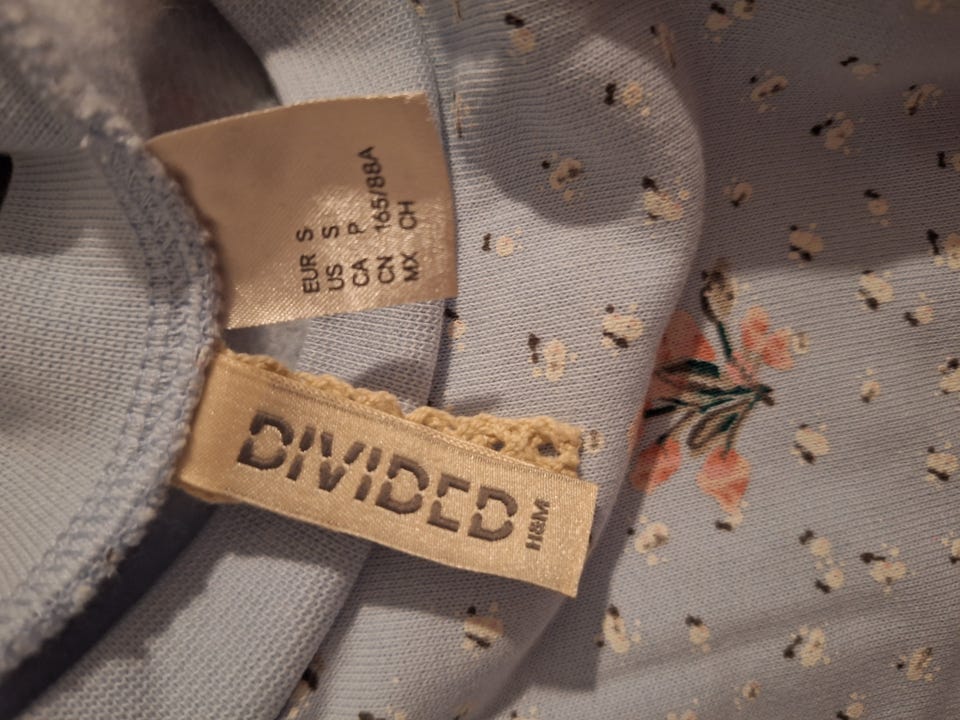 EUR S
US S
CA P
CN 165/88A
MX CH
DIVIDED
H&M